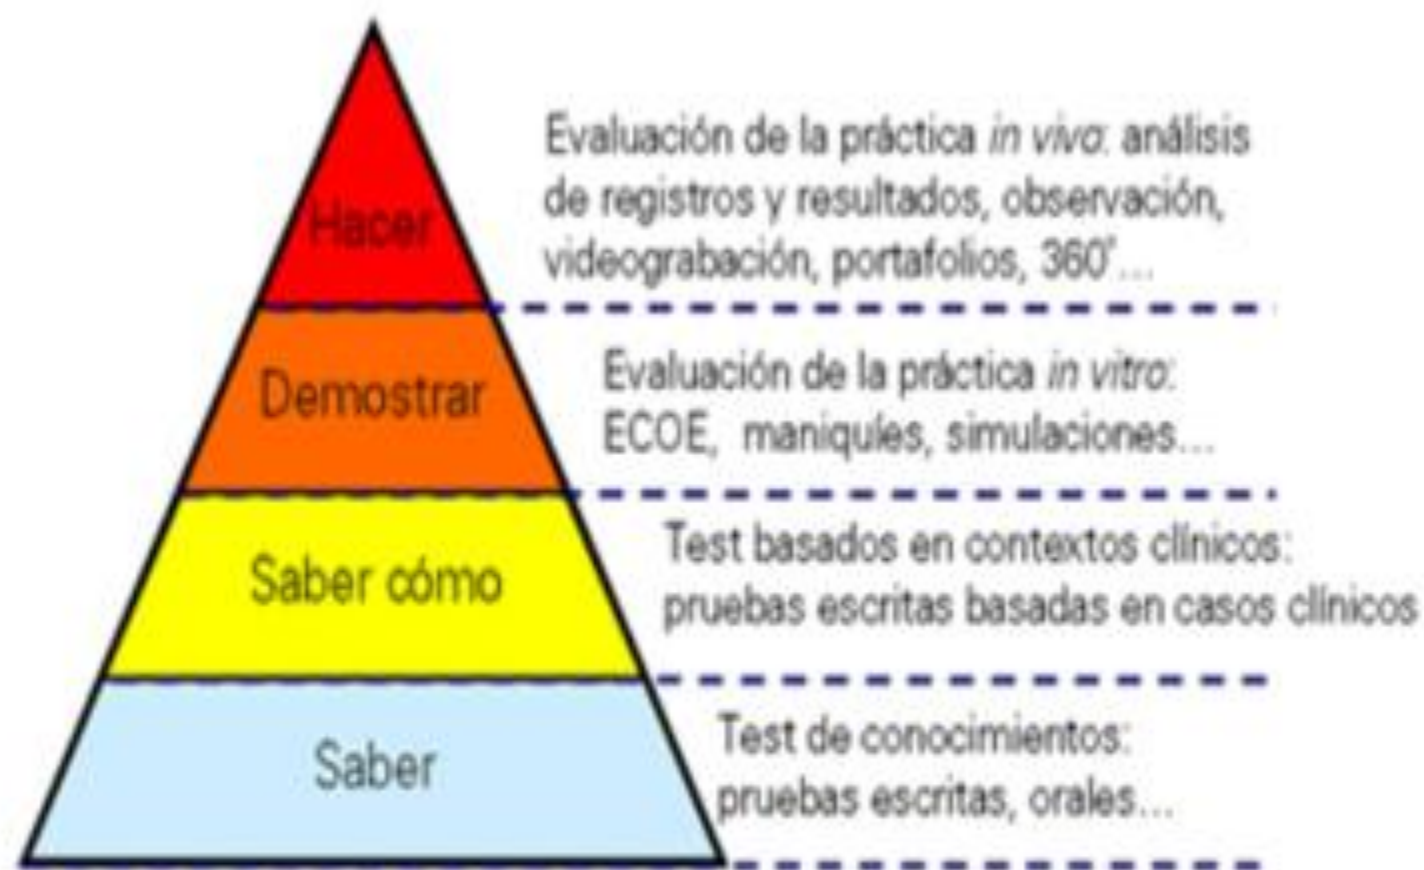 Hacer
Evaluación de la práctica in vivo: análisis
de registros y resultados, observación,
videograbación, portafolios, 360°...
Demostrar
Evaluación de la práctica in vitro:
ECOE, maniquíes, simulaciones...
Saber cómo
Test basados en contextos clínicos:
pruebas escritas basadas en casos clínicos
Saber
Test de conocimientos:
pruebas escritas, orales...